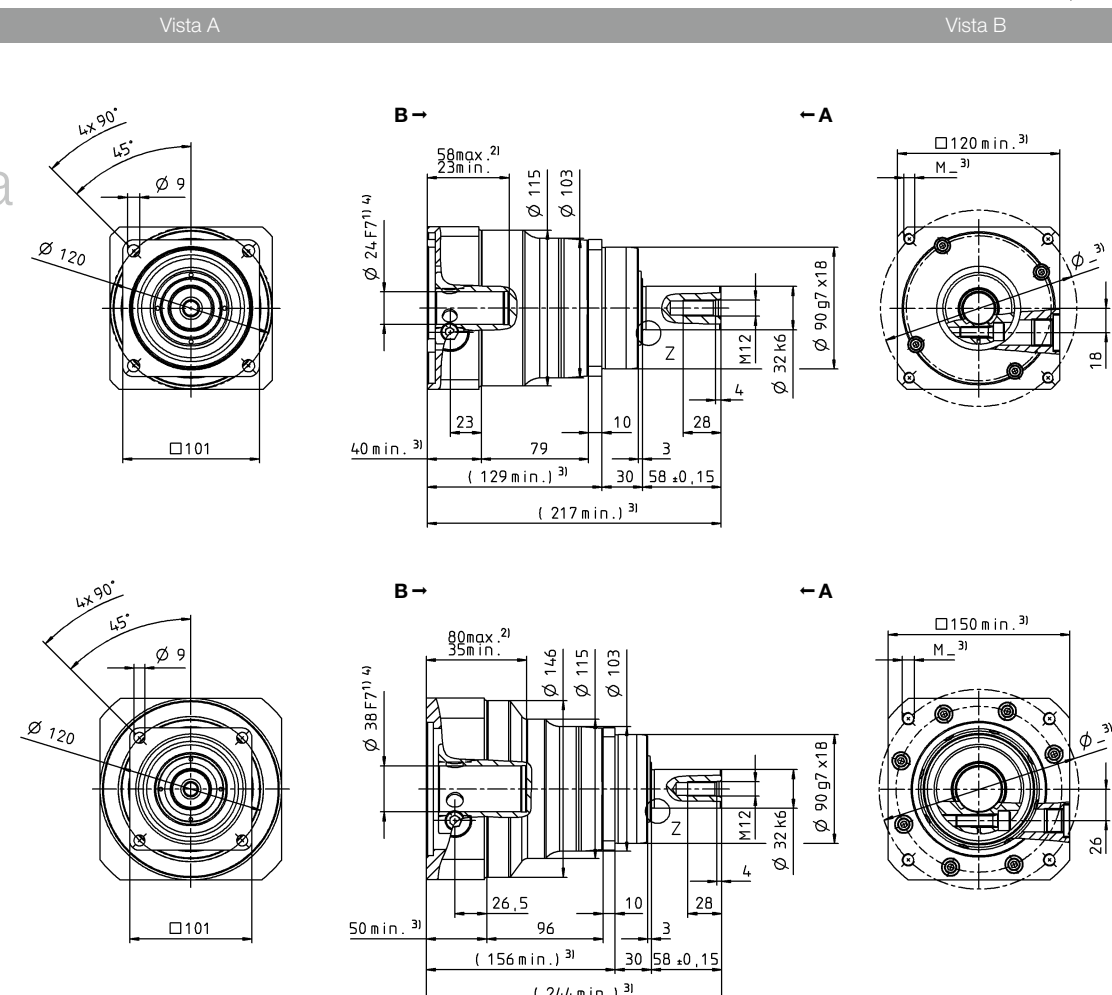 Vista A
Vista B
a
B→
←A
4x90°
45°
Ø 9
Ø 120
□101
58max.2)
23min.
Ø 24 F7 1) 4)
Ø 115
Ø 103
Z
M12
Ø 32 k6
Ø 90 g7 x18
4
23
10
28
40 min. 3)
79
3
( 129 min.) 3)
30
58 ±0,15
( 217 min.) 3)
□120 min. 3)
M_ 3)
Ø_ 3)
18
B→
←A
4x90°
45°
Ø 9
Ø 120
□101
80max.2)
35min.
Ø 38 F7 1) 4)
Ø 146
Ø 115
Ø 103
Z
M12
Ø 32 k6
Ø 90 g7 x18
4
26,5
10
28
50 min. 3)
96
3
( 156 min.) 3)
30
58 ±0,15
( 244 min.) 3)
□150 min. 3)
M_ 3)
Ø_ 3)
26